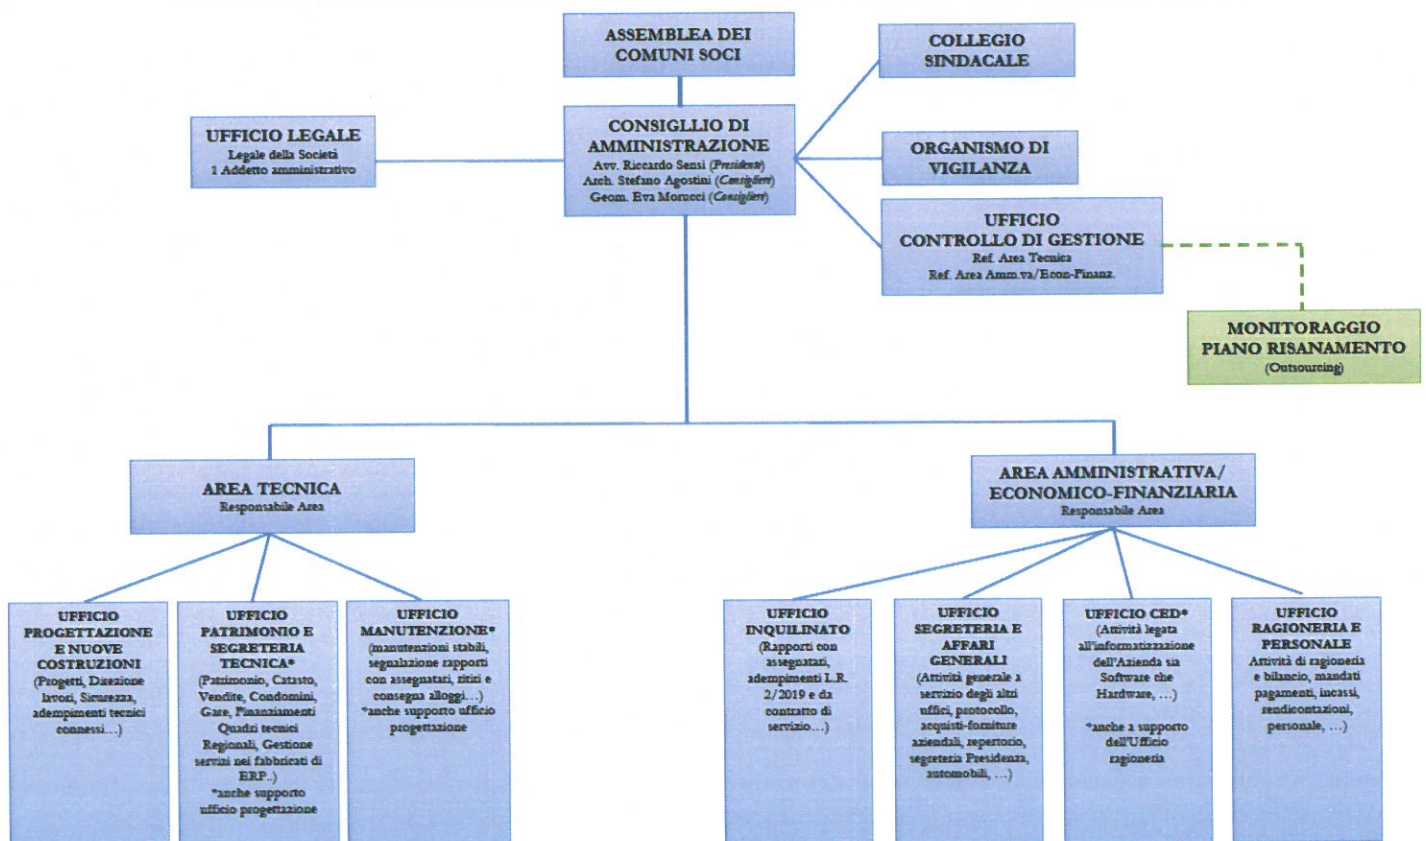 ASSEMBLEA DEI
COMUNI SOCI
COLLEGIO
SINDACALE
UFFICIO LEGALE
Legale della Società
1 Addetto amministrativo
CONSIGLLIO DI
AMMINISTRAZIONE
Avv. Riccardo Sensi (Presidente)
Arch. Stefano Agostini (Consigliere)
Geom. Eva Morucci (Consigliere)
ORGANISMO DI
VIGILANZA
UFFICIO
CONTROLLO DI GESTIONE
Ref. Area Tecnica
Ref. Area Amm.va/Econ-Finanz.
MONITORAGGIO
PIANO RISANAMENTO
(Outsourcing)
AREA TECNICA
Responsabile Area
AREA AMMINISTRATIVA/
ECONOMICO-FINANZIARIA
Responsabile Area
UFFICIO
PROGETTAZIONE
E NUOVE
COSTRUZIONI
(Progetti, Direzione
lavori, Sicurezza,
adempimenti tecnici
connessi…)
UFFICIO
PATRIMONIO E
SEGRETERIA
TECNICA*
(Patrimonio, Catasto,
Vendite, Condomini,
Gare, Finanziamenti
Quadri tecnici
Regionali, Gestione
servizi nei fabbricati di
ERP..)
*anche supporto
ufficio progettazione
UFFICIO
MANUTENZIONE*
(manutenzioni stabili,
segnalazione rapporti
con assegnatari, ritiri e
consegna alloggi…)
*anche supporto ufficio
progettazione
UFFICIO
INQUILINATO
(Rapporti con
assegnatari,
adempimenti L.R.
2/2019 e da
contratto di
servizio…)
UFFICIO
SEGRETERIA E
AFFARI
GENERALI
(Attività generale a
servizio degli altri
uffici, protocollo,
acquisti-forniture
aziendali, repertorio,
segreteria Presidenza,
automobili, …)
UFFICIO CED*
(Attività legata
all'informatizzazione
dell'Azienda sia
Software che
Hardware, …)
*anche a supporto
dell'Ufficio
ragioneria
UFFICIO
RAGIONERIA E
PERSONALE
Attività di ragioneria
e bilancio, mandati
pagamenti, incassi,
rendicontazioni,
personale, …)